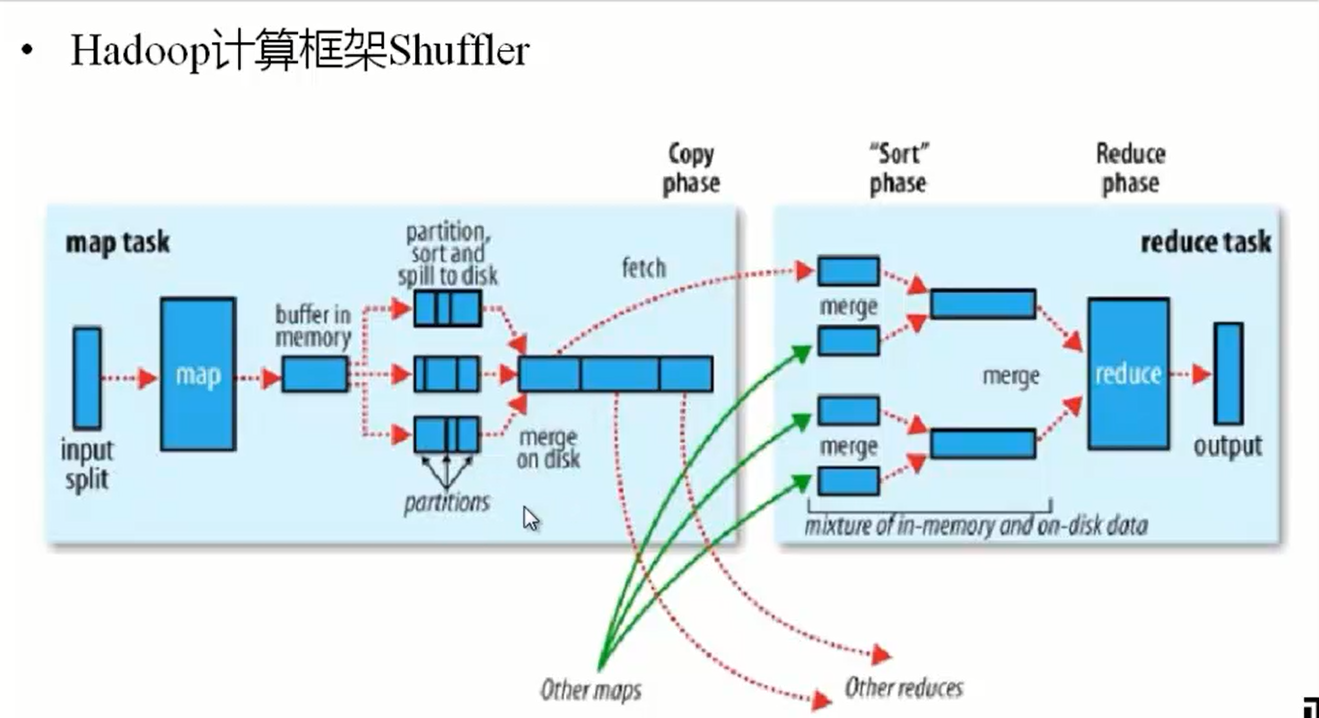 • Hadoop计算框架Shuffler
Copy
phase
“Sort”
phase
Reduce
phase
map task
partition,
sort and
spill to disk
fetch
reduce task
buffer in
memory
merge
map
merge
reduce
input
split
merge
on disk
merge
output
partitions
mixture of in-memory and on-disk data
Other maps
Other reduces